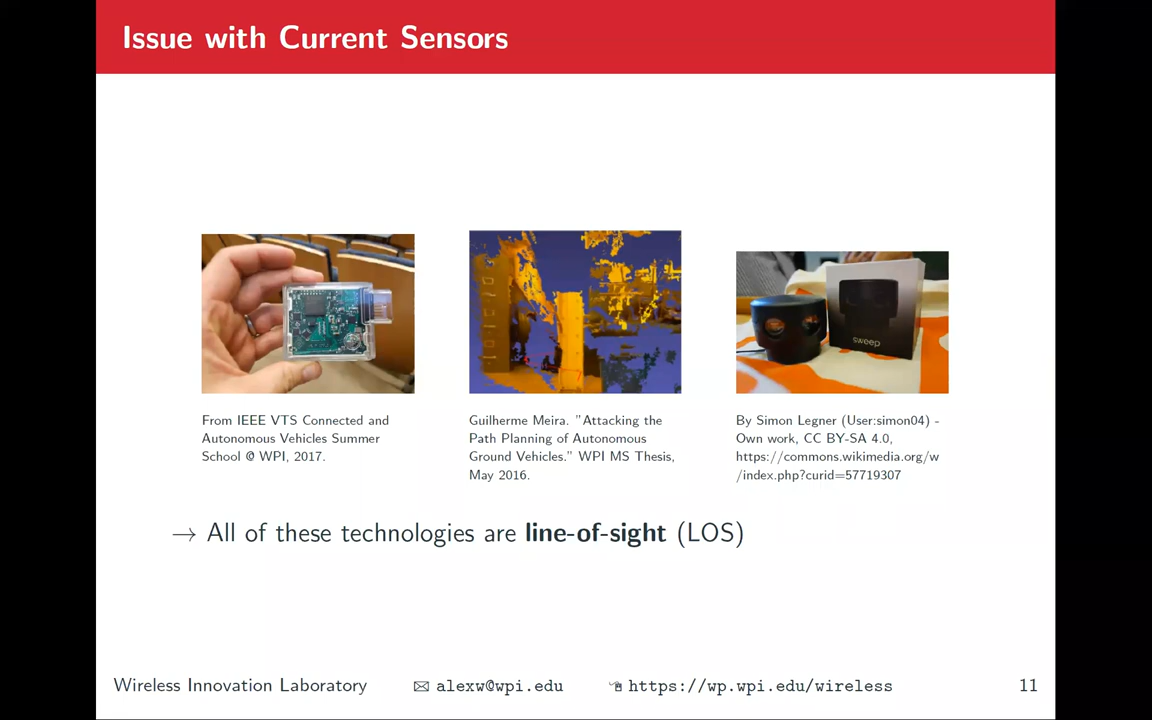 Issue with Current Sensors
sweep
From IEEE VTS Connected and
Autonomous Vehicles Summer
School @ WPI, 2017.
Guilherme Meira. "Attacking the
Path Planning of Autonomous
Ground Vehicles." WPI MS Thesis,
May 2016.
By Simon Legner (User:simon04) -
Own work, CC BY-SA 4.0,
https://commons.wikimedia.org/w
/index.php?curid=57719307
→ All of these technologies are line-of-sight (LOS)
Wireless Innovation Laboratory
alexw@wpi.edu
https://wp.wpi.edu/wireless
11